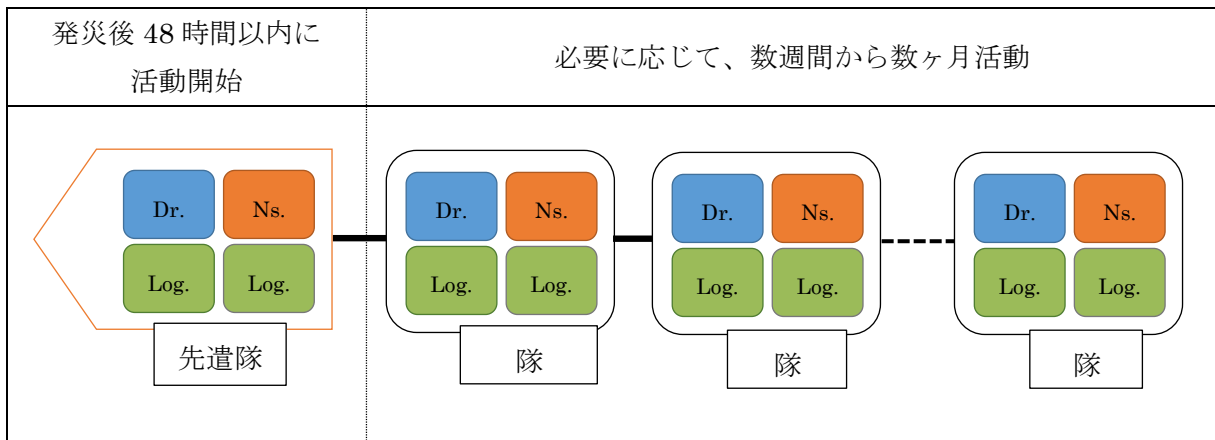 発災後 48 時間以内に
活動開始
必要に応じて、数週間から数ヶ月活動
Dr. Ns.
Log. Log.
先遣隊
Dr. Ns.
Log. Log.
隊
Dr. Ns.
Log. Log.
隊
Dr. Ns.
Log. Log.
隊